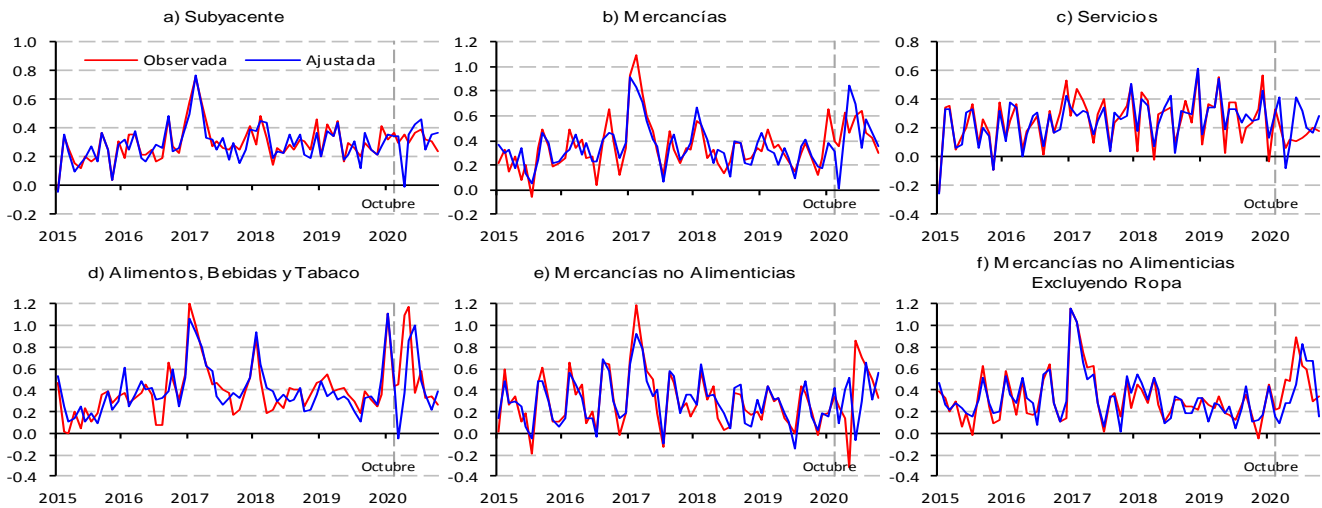 a) Subyacente
b) Mercancías
c) Servicios
1.0
0.8
0.6
0.4
0.2
0.0
-0.2
Observada
Ajustada
Octubre
2015 2016 2017 2018 2019 2020
1.2
1.0
0.8
0.6
0.4
0.2
0.0
-0.2
Octubre
2015 2016 2017 2018 2019 2020
0.8
0.6
0.4
0.2
0.0
-0.2
-0.4
Octubre
2015 2016 2017 2018 2019 2020
d) Alimentos, Bebidas y Tabaco
e) Mercancías no Alimenticias
f) Mercancías no Alimenticias
Excluyendo Ropa
1.2
1.0
0.8
0.6
0.4
0.2
0.0
-0.2
-0.4
Octubre
2015 2016 2017 2018 2019 2020
1.2
1.0
0.8
0.6
0.4
0.2
0.0
-0.2
-0.4
Octubre
2015 2016 2017 2018 2019 2020
1.2
1.0
0.8
0.6
0.4
0.2
0.0
-0.2
-0.4
Octubre
2015 2016 2017 2018 2019 2020